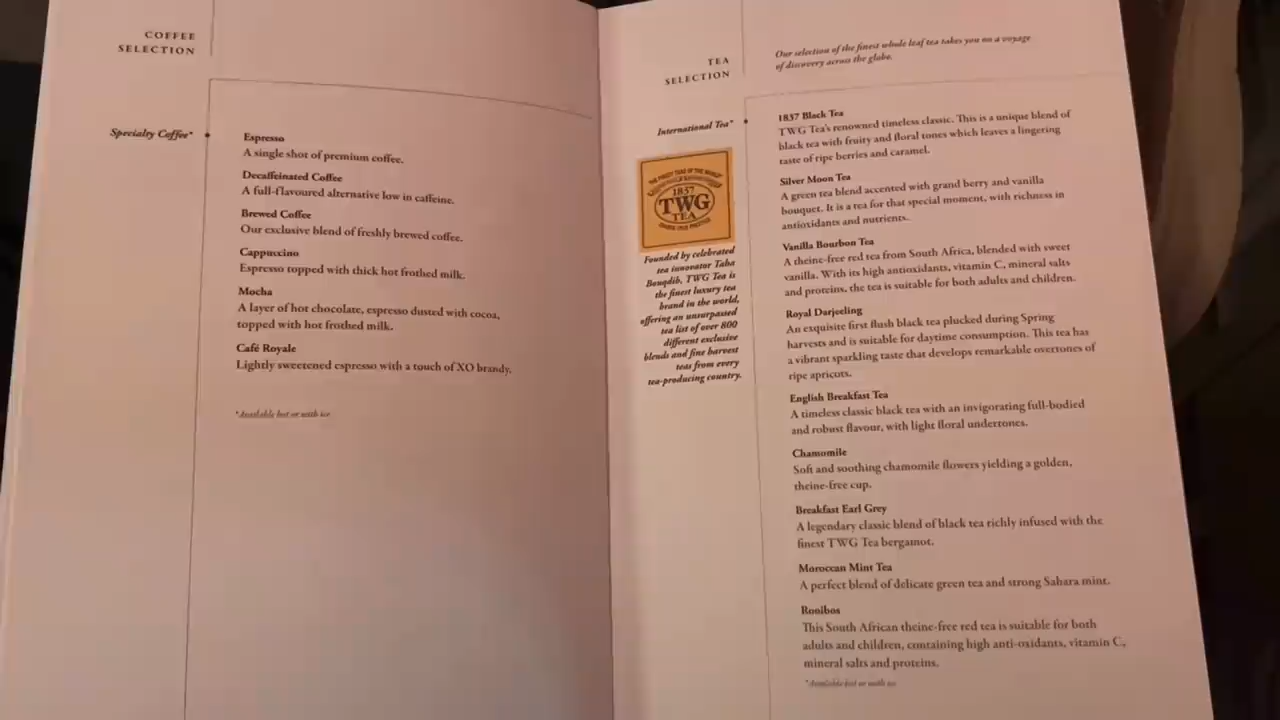 COFFEE
SELECTION
Specialty Coffee*
Espresso
A single shot of premium coffee.
Decaffeinated Coffee
A full-flavoured alternative low in caffeine.
Brewed Coffee
Our exclusive blend of freshly brewed coffee.
Cappuccino
Espresso topped with thick hot frothed milk.
Mocha
A layer of hot chocolate, espresso dusted with cocoa,
topped with hot frothed milk.
Café Royale
Lightly sweetened espresso with a touch of XO brandy.
*Available hot or with ice
TEA
SELECTION
Our selection of the finest whole leaf tea takes you on a voyage
of discovery across the globe.
International Tea*
THE FINEST TEAS OF THE WORLD
1837
TWG
TEA
Founded by celebrated
tea innovator Taha
Bouqdib, TWG Tea is
the finest luxury tea
brand in the world,
offering an unsurpassed
tea list of over 800
different exclusive
blends and fine harvest
teas from every
tea-producing country.
1837 Black Tea
TWG Tea's renowned timeless classic. This is a unique blend of
black tea with fruity and floral tones which leaves a lingering
taste of ripe berries and caramel.
Silver Moon Tea
A green tea blend accented with grand berry and vanilla
bouquet. It is a tea for that special moment, with richness in
antioxidants and nutrients.
Vanilla Bourbon Tea
A theine-free red tea from South Africa, blended with sweet
vanilla. With its high antioxidants, vitamin C, mineral salts
and proteins, the tea is suitable for both adults and children.
Royal Darjeeling
An exquisite first flush black tea plucked during Spring
harvests and is suitable for daytime consumption. This tea has
a vibrant sparkling taste that develops remarkable overtones of
ripe apricots.
English Breakfast Tea
A timeless classic black tea with an invigorating full-bodied
and robust flavour, with light floral undertones.
Chamomile
Soft and soothing chamomile flowers yielding a golden,
theine-free cup.
Breakfast Earl Grey
A legendary classic blend of black tea richly infused with the
finest TWG Tea bergamot.
Moroccan Mint Tea
A perfect blend of delicate green tea and strong Sahara mint.
Rooibos
This South African theine-free red tea is suitable for both
adults and children, containing high anti-oxidants, vitamin C,
mineral salts and proteins.
*Available hot or with ice